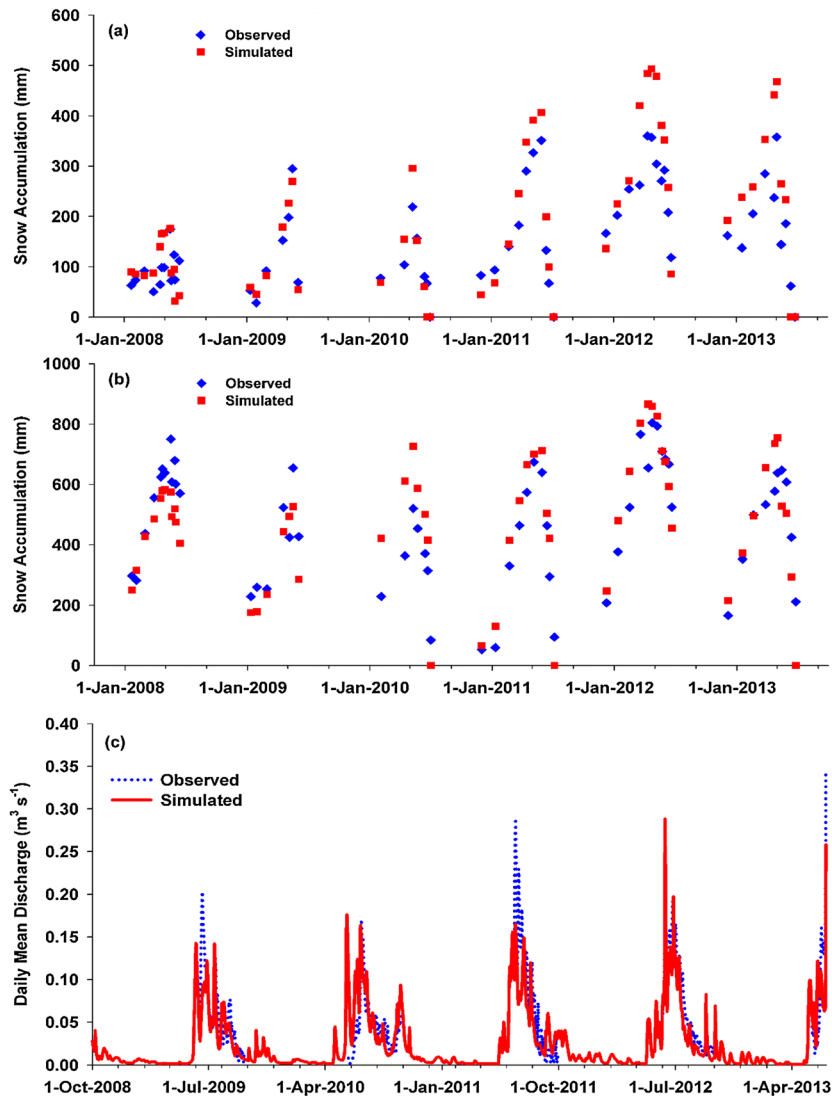 (a)
Observed
Simulated
Snow Accumulation (mm)
600
500
400
300
200
100
0
1-Jan-2008 1-Jan-2009 1-Jan-2010 1-Jan-2011 1-Jan-2012 1-Jan-2013
(b)
Observed
Simulated
Snow Accumulation (mm)
1000
800
600
400
200
0
1-Jan-2008 1-Jan-2009 1-Jan-2010 1-Jan-2011 1-Jan-2012 1-Jan-2013
(c)
Observed
Simulated
Daily Mean Discharge (m³ s⁻¹)
0.40
0.35
0.30
0.25
0.20
0.15
0.10
0.05
0.00
1-Oct-2008 1-Jul-2009 1-Apr-2010 1-Jan-2011 1-Oct-2011 1-Jul-2012 1-Apr-2013